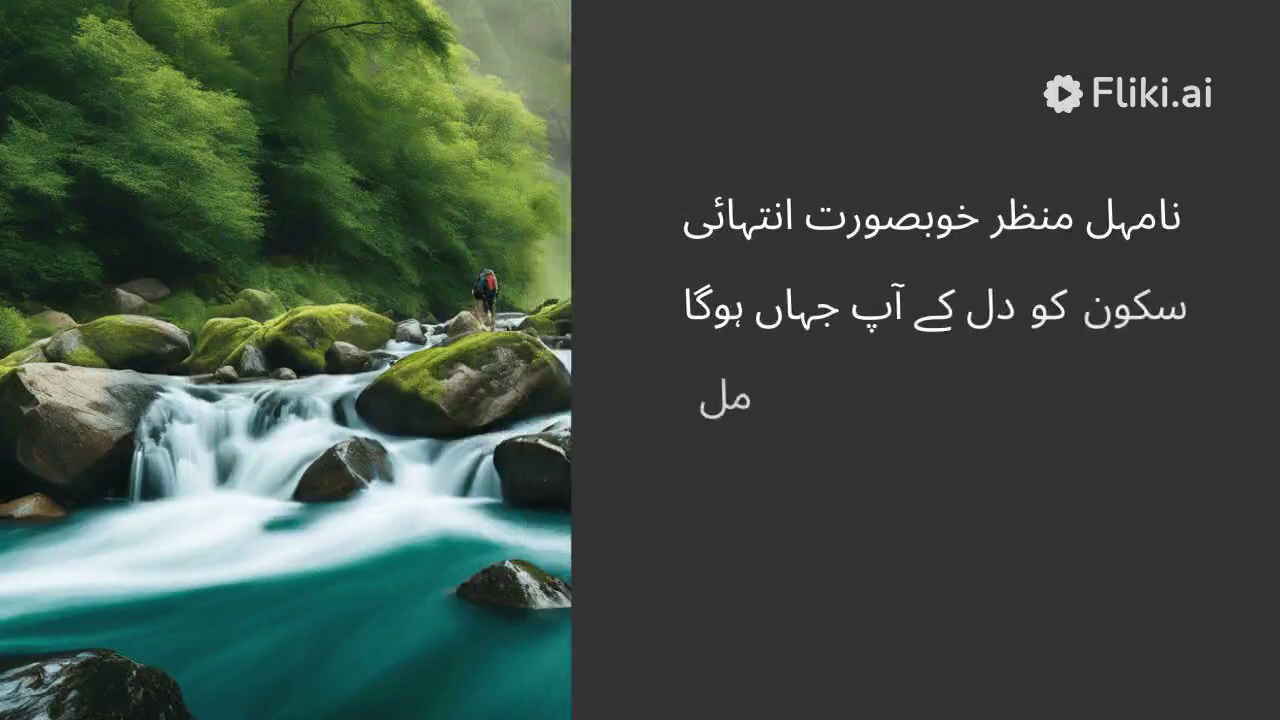 Fliki.ai
نامہل منظر خوبصورت انتہائی
سکون کو دل کے آپ جہاں ہوگا
مل